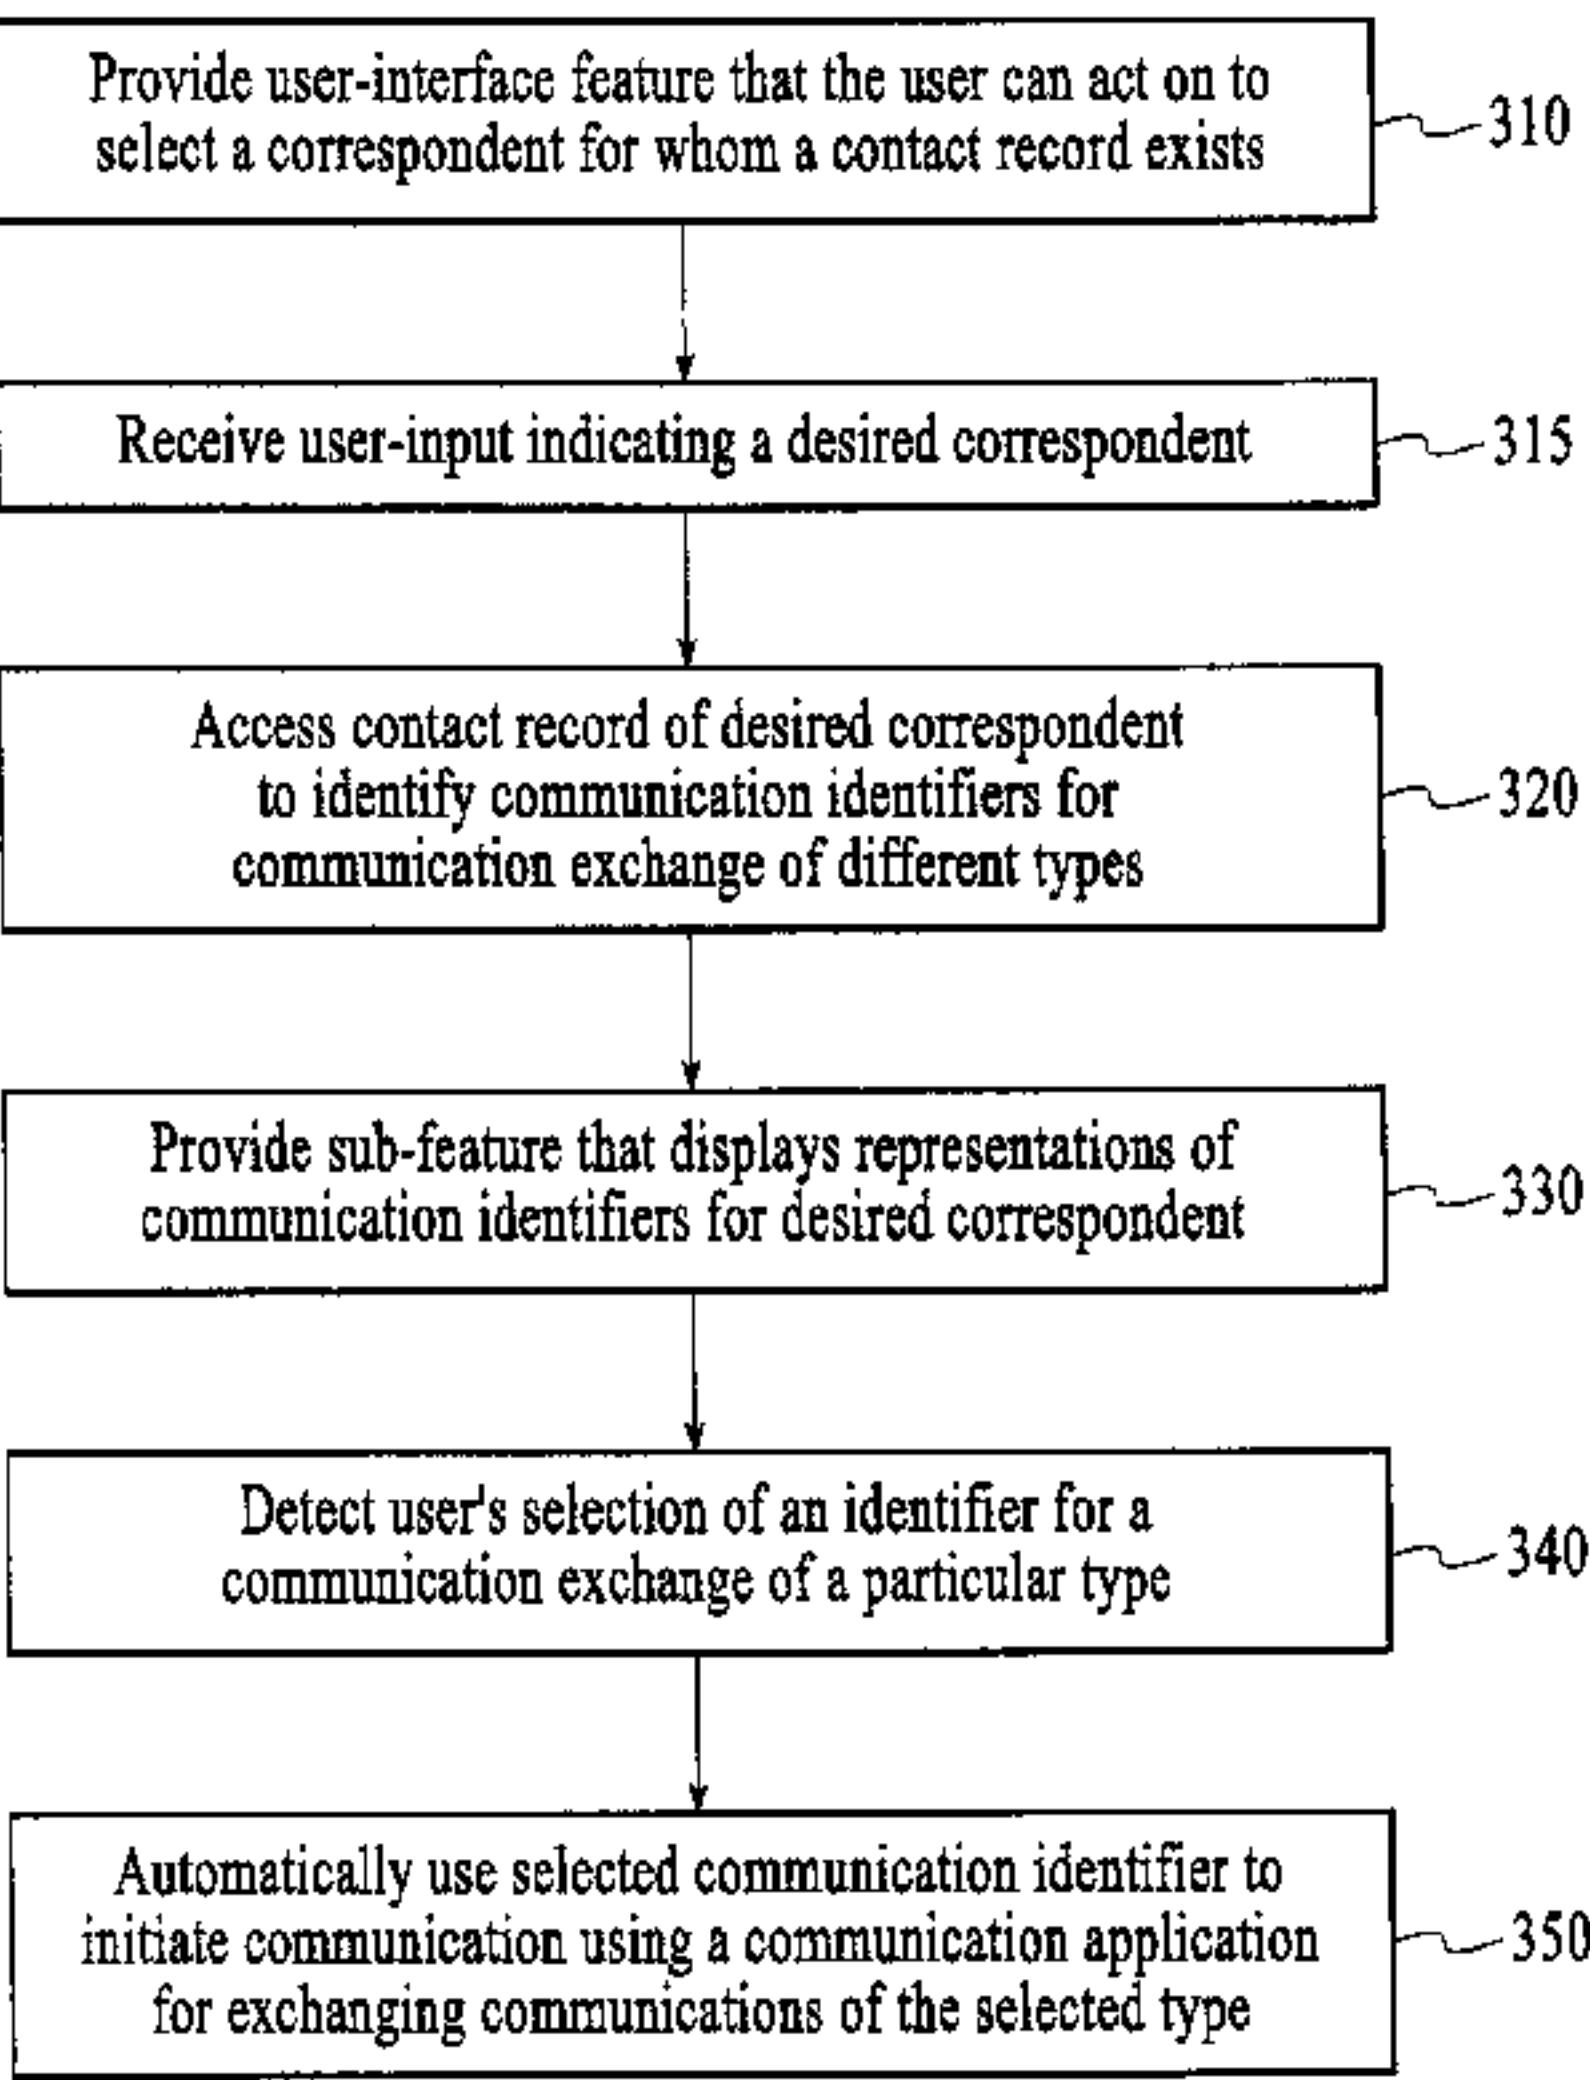 Provide user-interface feature that the user can act on to
select a correspondent for whom a contact record exists
310
Receive user-input indicating a desired correspondent
315
Access contact record of desired correspondent
to identify communication identifiers for
communication exchange of different types
320
Provide sub-feature that displays representations of
communication identifiers for desired correspondent
330
Detect user's selection of an identifier for a
communication exchange of a particular type
340
Automatically use selected communication identifier to
initiate communication using a communication application
for exchanging communications of the selected type
350